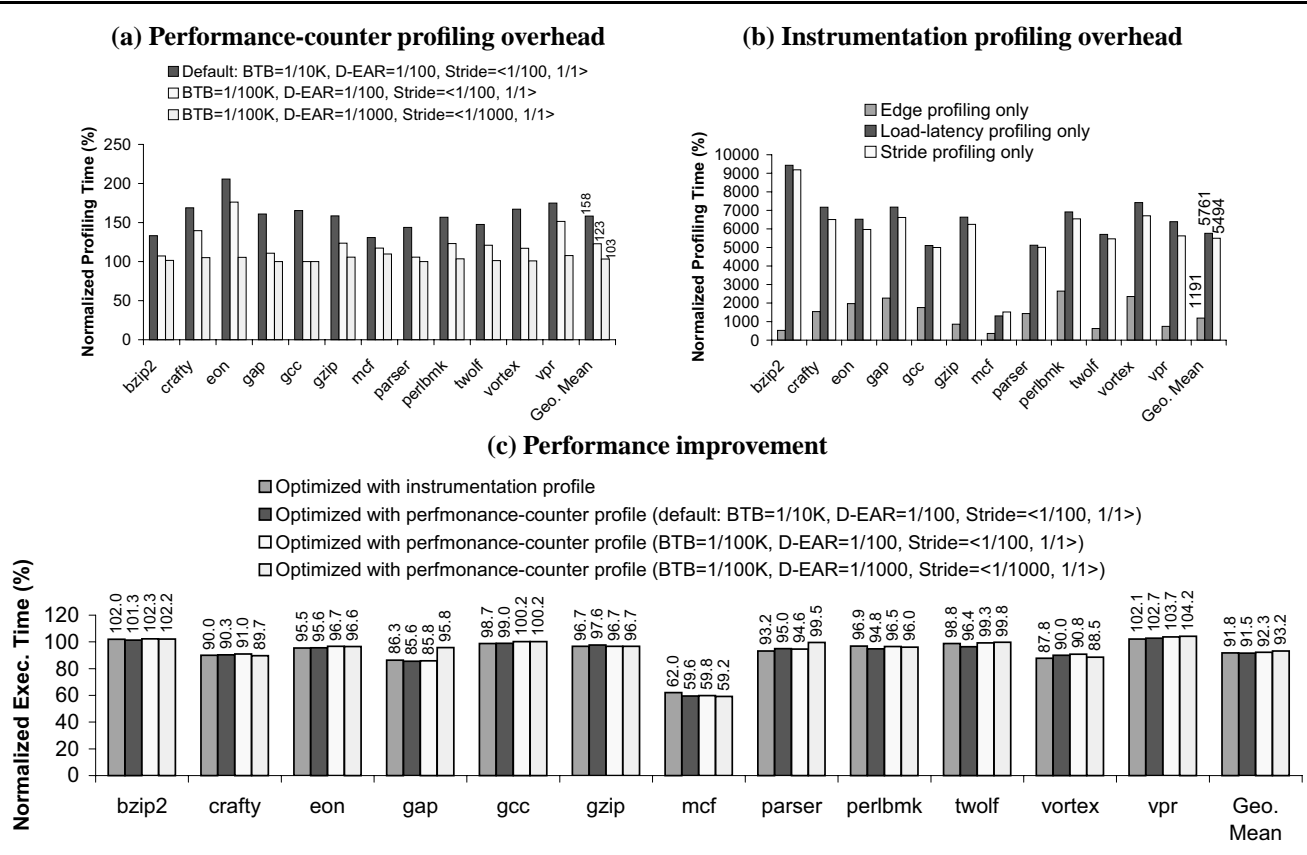 (a) Performance-counter profiling overhead
Default: BTB=1/10K, D-EAR=1/100, Stride=<1/100, 1/1>
BTB=1/100K, D-EAR=1/100, Stride=<1/100, 1/1>
BTB=1/100K, D-EAR=1/1000, Stride=<1/1000, 1/1>
Normalized Profiling Time (%)
250
200
150
100
50
0
158
123
103
bzip2
crafty
eon
gap
gcc
gzip
mcf
parser
perlbmk
twolf
vortex
vpr
Geo. Mean
(b) Instrumentation profiling overhead
Edge profiling only
Load-latency profiling only
Stride profiling only
Normalized Profiling Time (%)
10000
9000
8000
7000
6000
5000
4000
3000
2000
1000
0
1191
5761
5494
bzip2
crafty
eon
gap
gcc
gzip
mcf
parser
perlbmk
twolf
vortex
vpr
Geo. Mean
(c) Performance improvement
Optimized with instrumentation profile
Optimized with perfmonance-counter profile (default: BTB=1/10K, D-EAR=1/100, Stride=<1/100, 1/1>)
Optimized with perfmonance-counter profile (BTB=1/100K, D-EAR=1/100, Stride=<1/100, 1/1>)
Optimized with perfmonance-counter profile (BTB=1/100K, D-EAR=1/1000, Stride=<1/1000, 1/1>)
Normalized Exec. Time (%)
120
100
80
60
40
20
0
102.0
101.3
102.3
102.2
90.0
90.3
91.0
89.7
95.5
95.6
96.7
96.6
86.3
85.6
85.8
95.8
98.7
99.0
100.2
100.2
96.7
97.6
96.7
96.7
62.0
59.6
59.8
59.2
93.2
95.0
94.6
99.5
96.9
94.8
96.5
96.0
98.8
96.4
99.3
99.8
87.8
90.0
90.8
88.5
102.1
102.7
103.7
104.2
91.8
91.5
92.3
93.2
bzip2
crafty
eon
gap
gcc
gzip
mcf
parser
perlbmk
twolf
vortex
vpr
Geo.
Mean